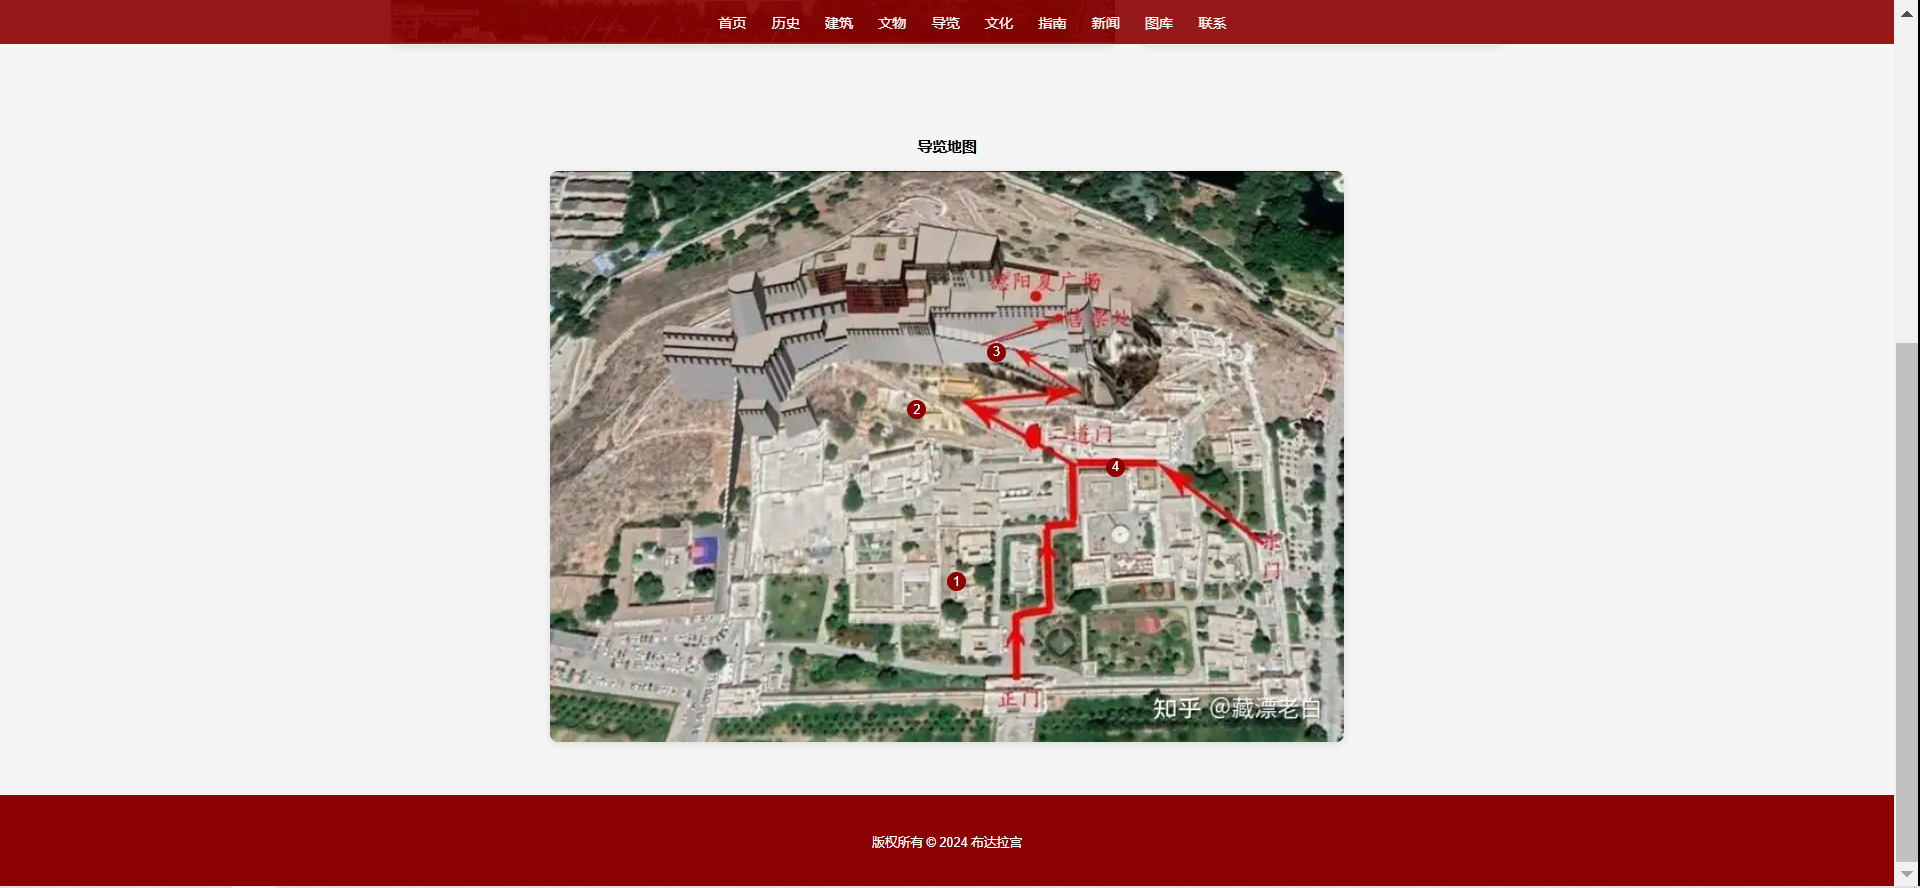 首页 历史 建筑 文物 导览 文化 指南 新闻 图库 联系
导览地图
德阳夏广场
售票处
3
2
二道门
4
水门
1
正门
知乎 @藏漂老白
版权所有 © 2024 布达拉宫